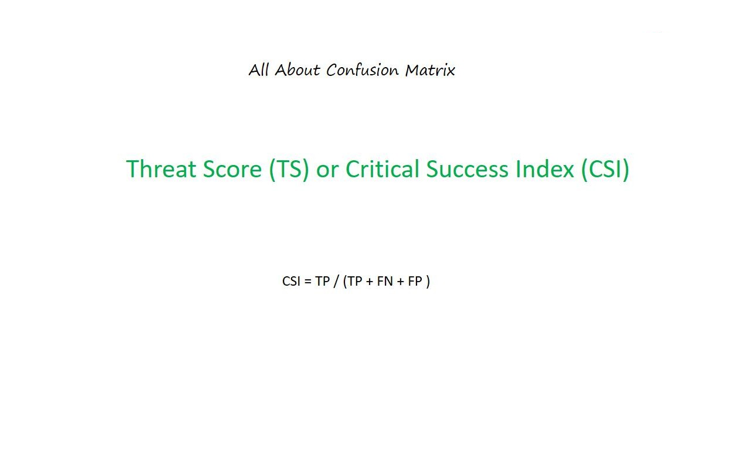 All About Confusion Matrix
Threat Score (TS) or Critical Success Index (CSI)
CSI = TP / (TP + FN + FP )